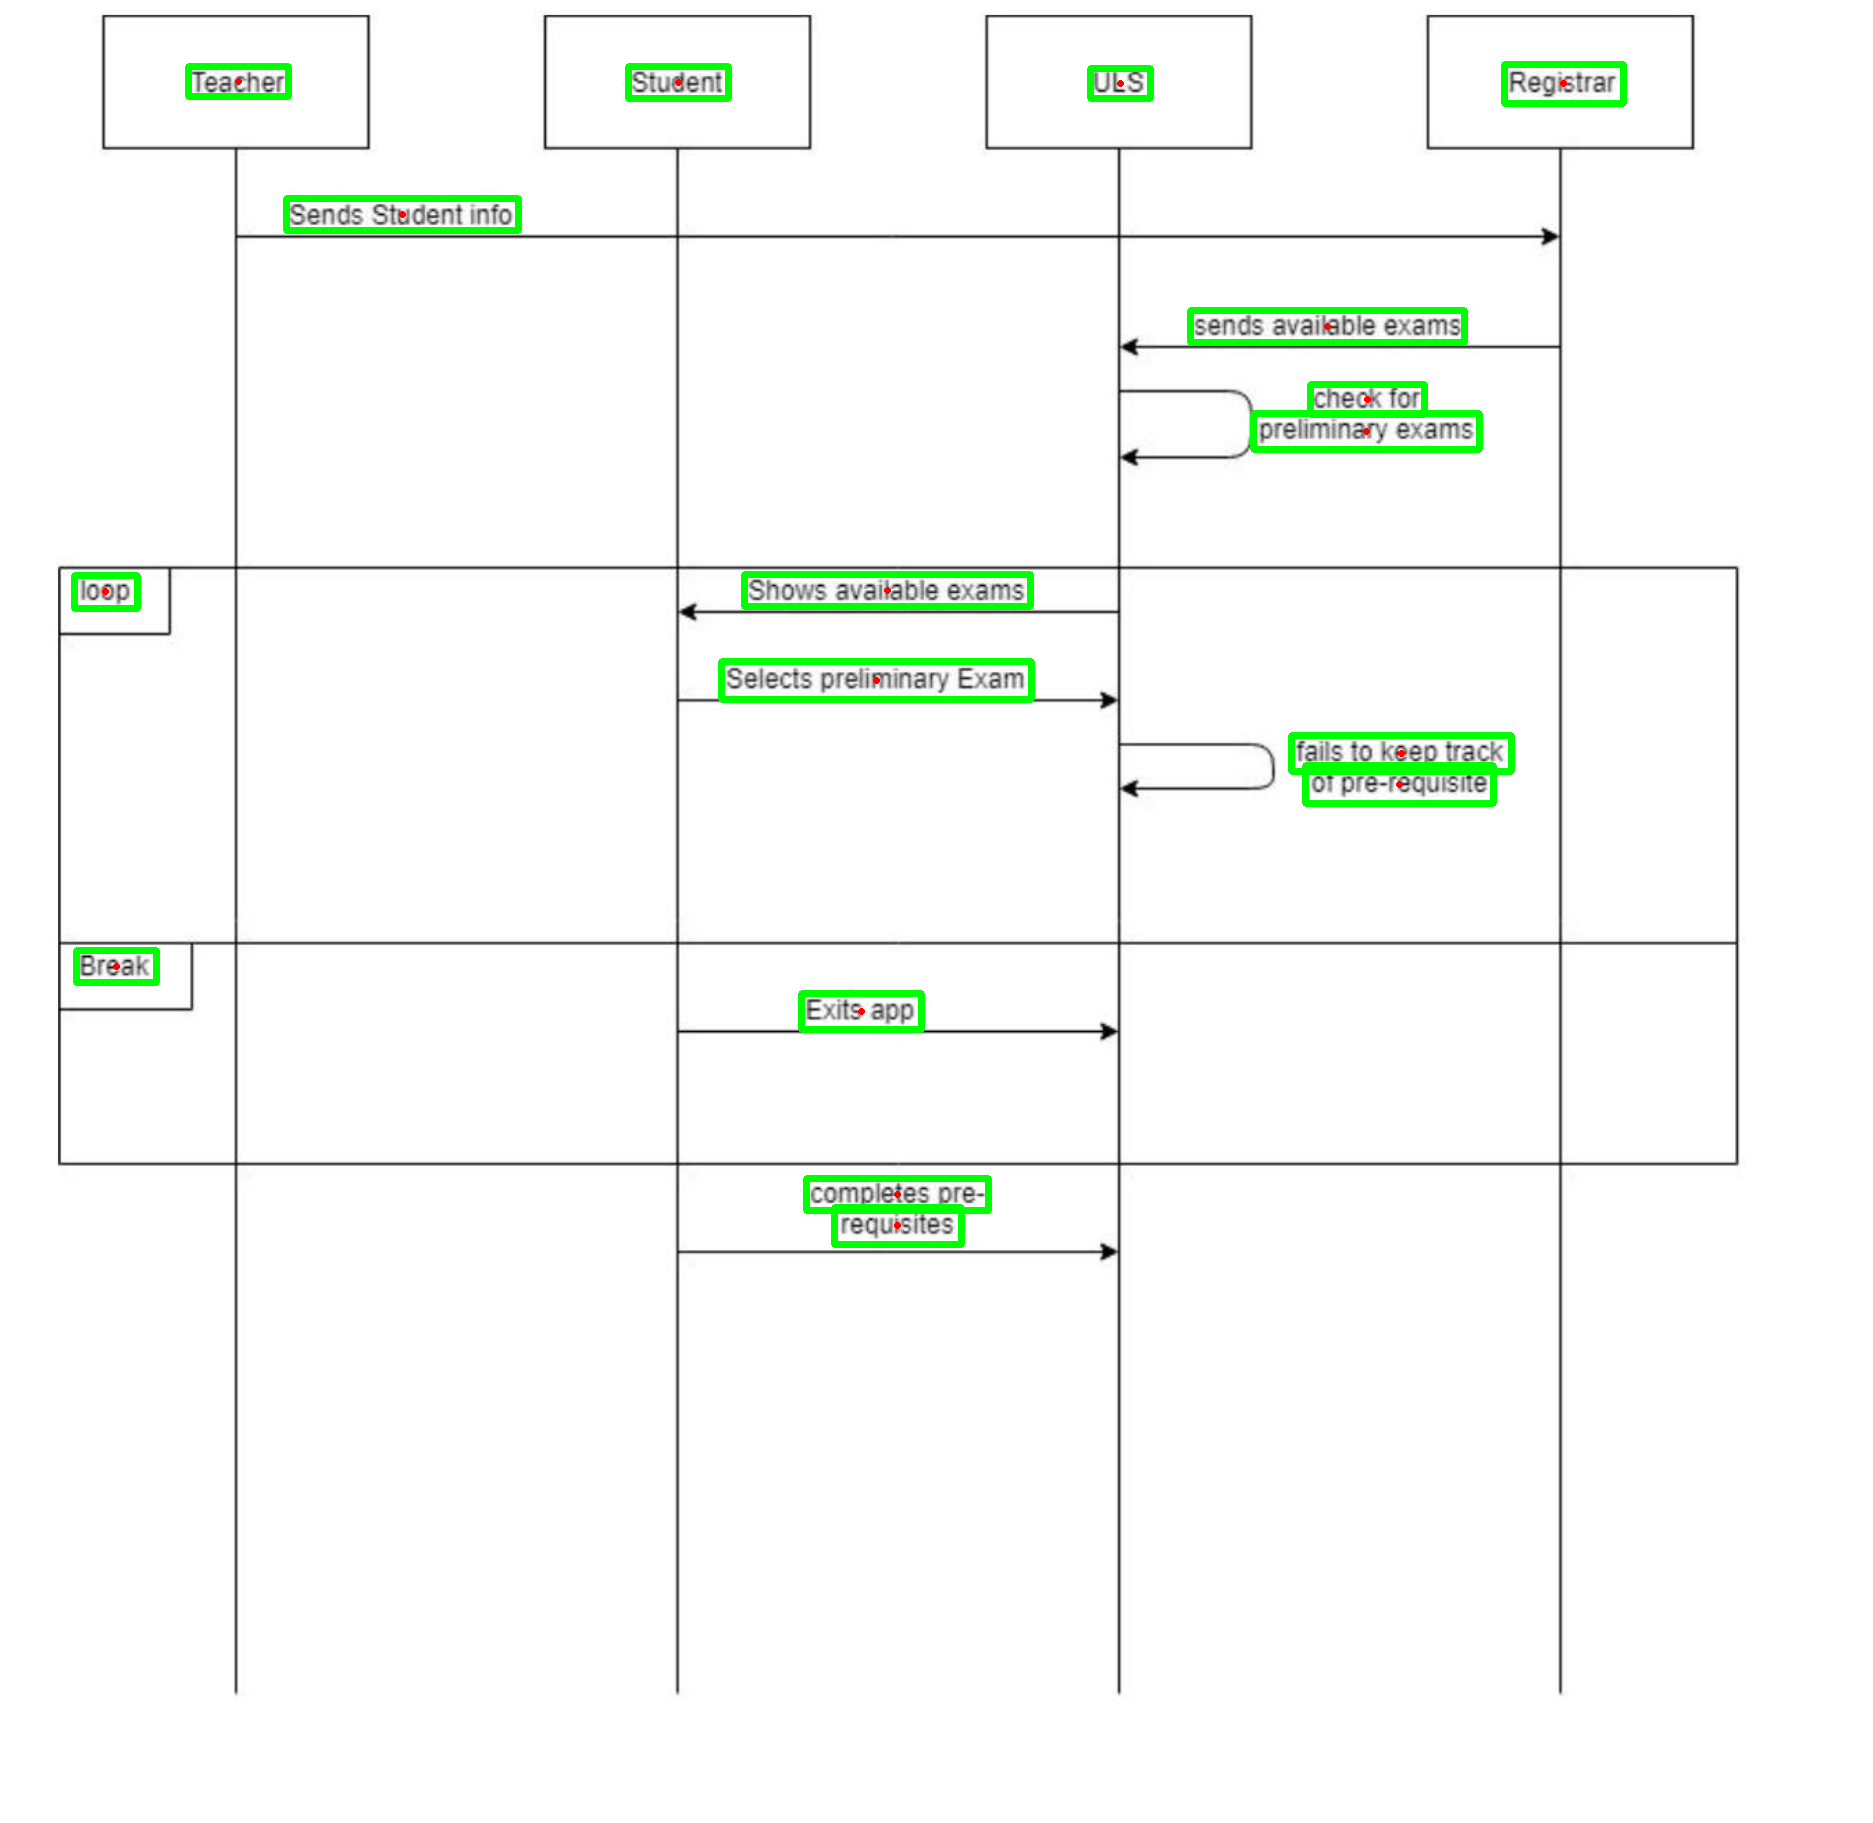 Teacher
Student
ULS
Registrar
Sends Student info
sends available exams
check for
preliminary exams
loop
Shows available exams
Selects preliminary Exam
fails to keep track
of pre-requisite
Break
Exits app
completes pre-
requisites